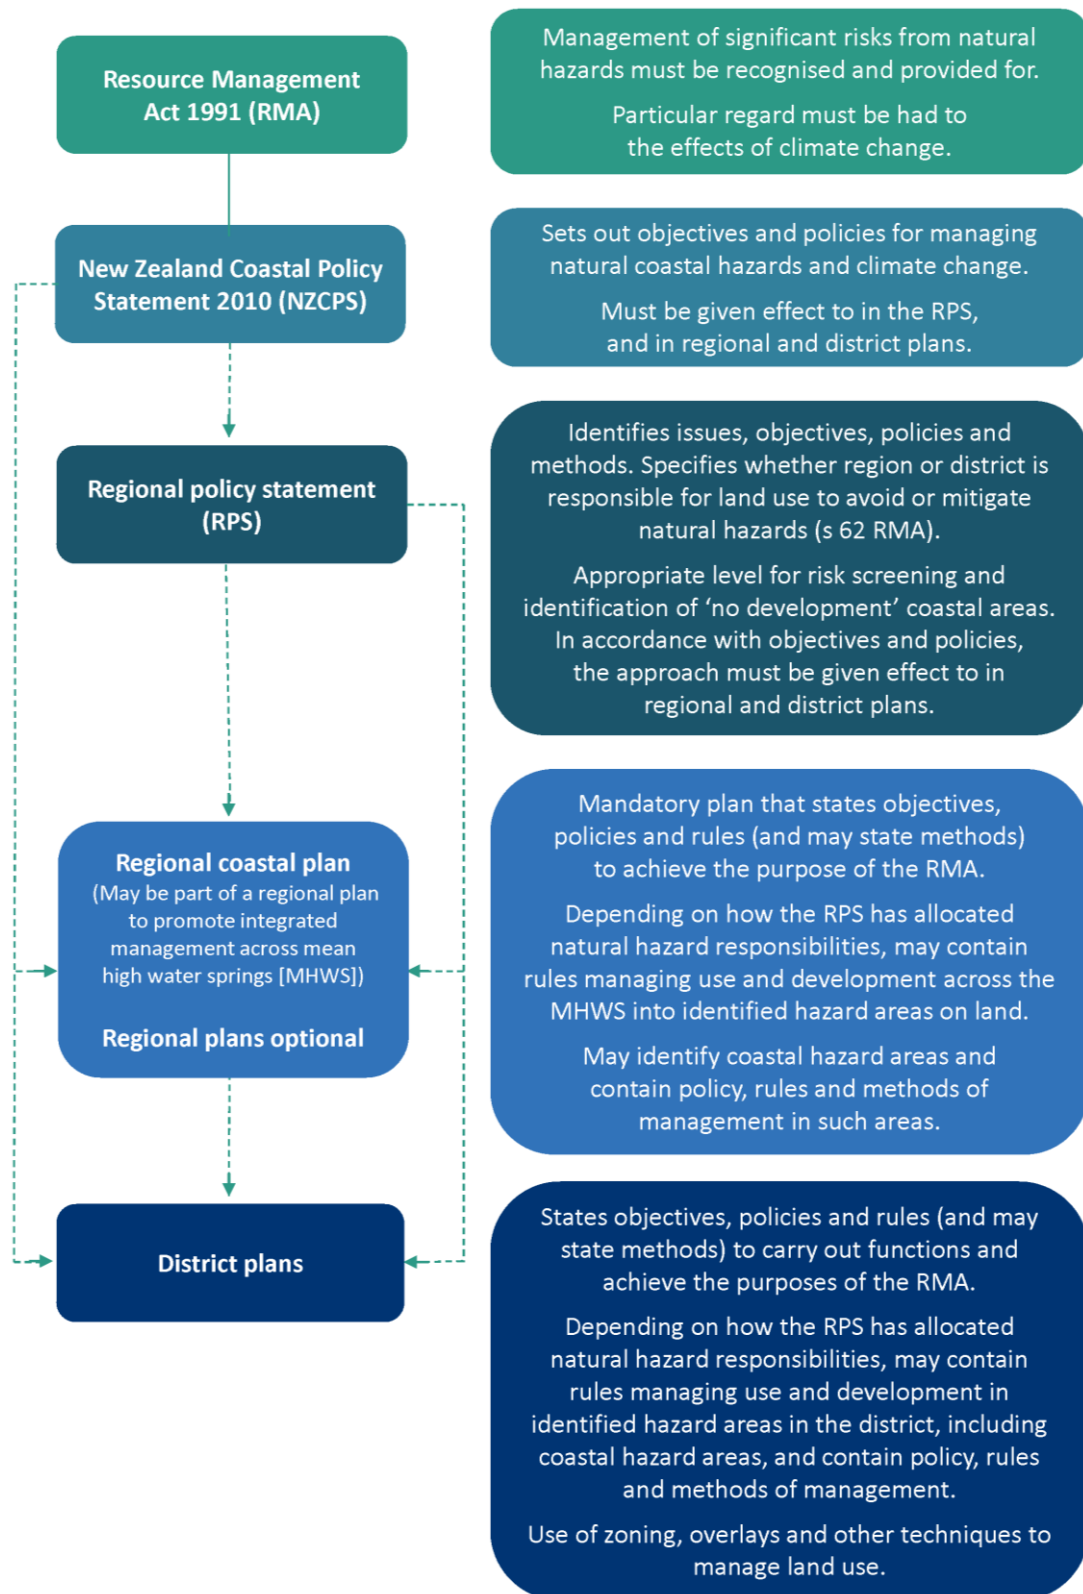 Resource Management
Act 1991 (RMA)
Management of significant risks from natural
hazards must be recognised and provided for.
Particular regard must be had to
the effects of climate change.
New Zealand Coastal Policy
Statement 2010 (NZCPS)
Sets out objectives and policies for managing
natural coastal hazards and climate change.
Must be given effect to in the RPS,
and in regional and district plans.
Regional policy statement
(RPS)
Identifies issues, objectives, policies and
methods. Specifies whether region or district is
responsible for land use to avoid or mitigate
natural hazards (s 62 RMA).
Appropriate level for risk screening and
identification of ‘no development’ coastal areas.
In accordance with objectives and policies,
the approach must be given effect to in
regional and district plans.
Regional coastal plan
(May be part of a regional plan
to promote integrated
management across mean
high water springs [MHWS])
Regional plans optional
Mandatory plan that states objectives,
policies and rules (and may state methods)
to achieve the purpose of the RMA.
Depending on how the RPS has allocated
natural hazard responsibilities, may contain
rules managing use and development across the
MHWS into identified hazard areas on land.
May identify coastal hazard areas and
contain policy, rules and methods of
management in such areas.
District plans
States objectives, policies and rules (and may
state methods) to carry out functions and
achieve the purposes of the RMA.
Depending on how the RPS has allocated
natural hazard responsibilities, may contain
rules managing use and development in
identified hazard areas in the district, including
coastal hazard areas, and contain policy, rules
and methods of management.
Use of zoning, overlays and other techniques to
manage land use.